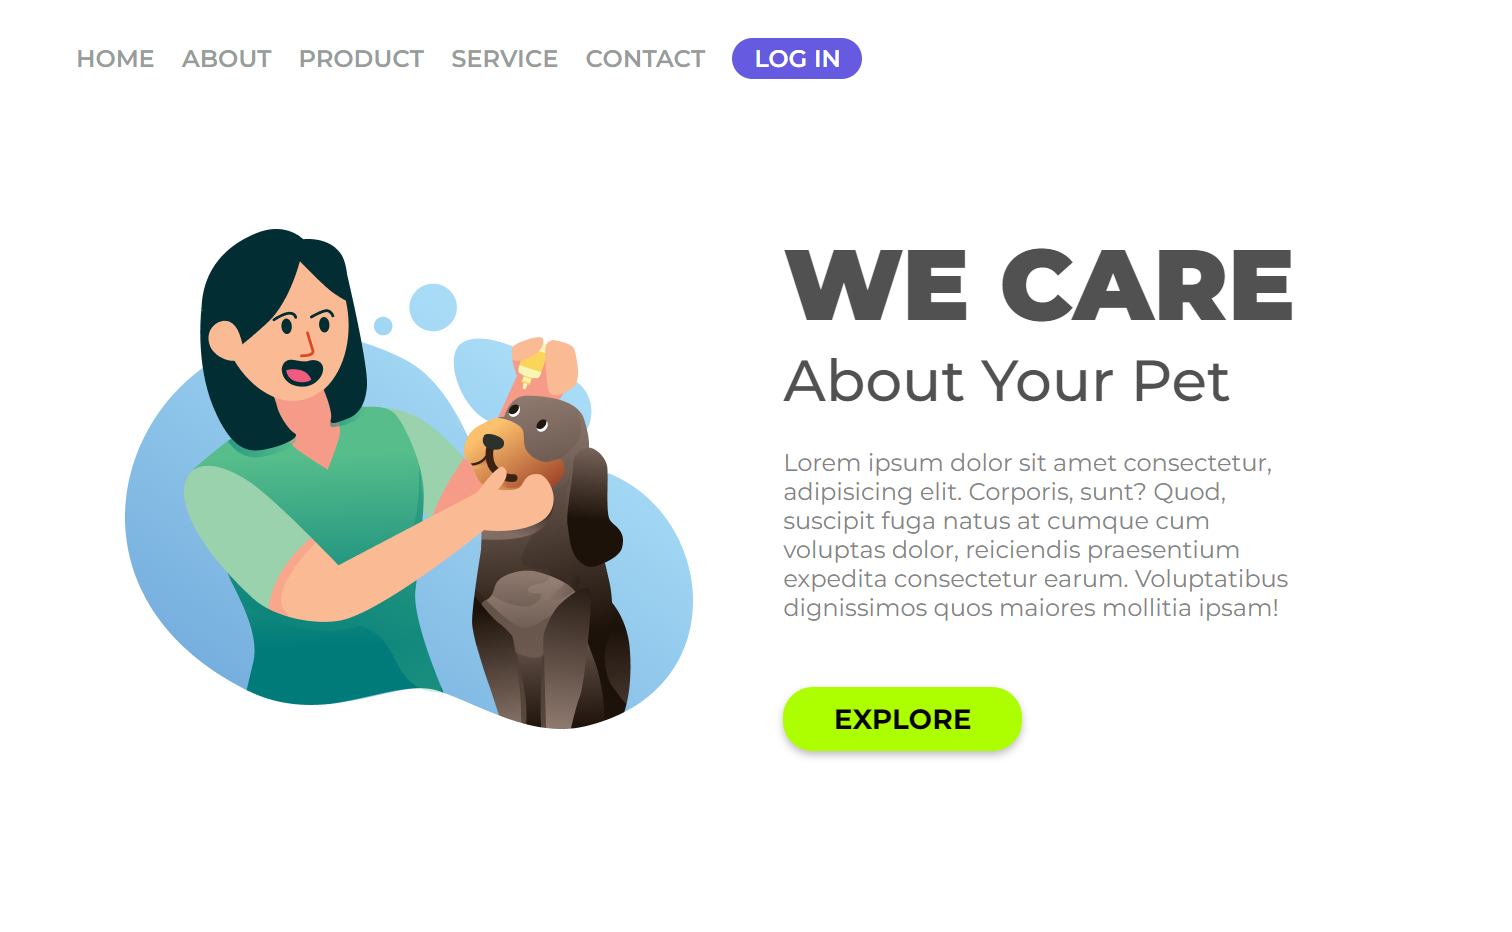 HOME ABOUT PRODUCT SERVICE CONTACT LOG IN
WE CARE
About Your Pet
Lorem ipsum dolor sit amet consectetur,
adipisicing elit. Corporis, sunt? Quod,
suscipit fuga natus at cumque cum
voluptas dolor, reiciendis praesentium
expedita consectetur earum. Voluptatibus
dignissimos quos maiores mollitia ipsam!
EXPLORE